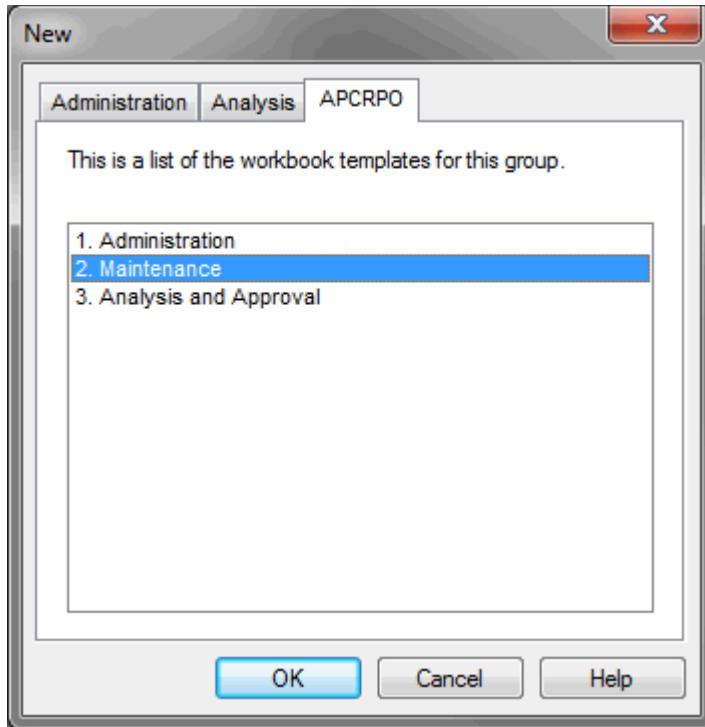 New
Administration Analysis APCRPO
This is a list of the workbook templates for this group.
1. Administration
2. Maintenance
3. Analysis and Approval
OK Cancel Help